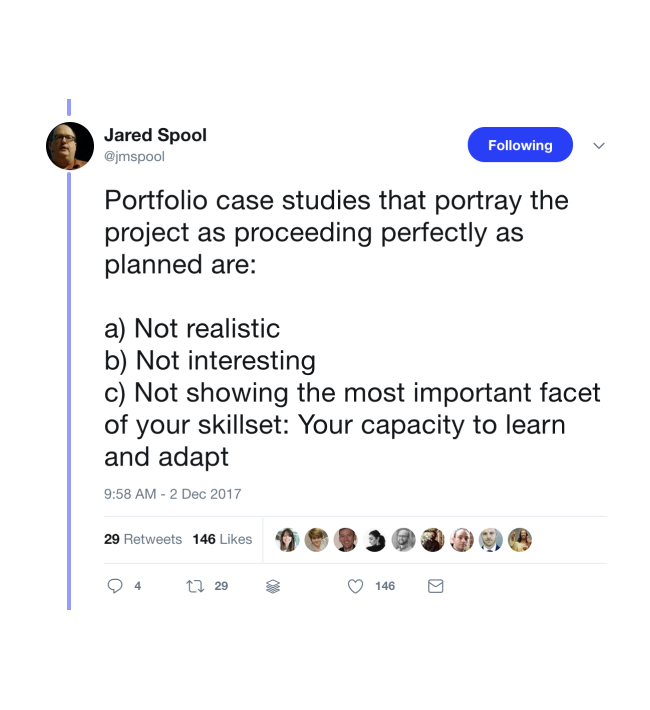 Jared Spool
@jmspool
Following
Portfolio case studies that portray the
project as proceeding perfectly as
planned are:
a) Not realistic
b) Not interesting
c) Not showing the most important facet
of your skillset: Your capacity to learn
and adapt
9:58 AM - 2 Dec 2017
29 Retweets 146 Likes
4 29 146